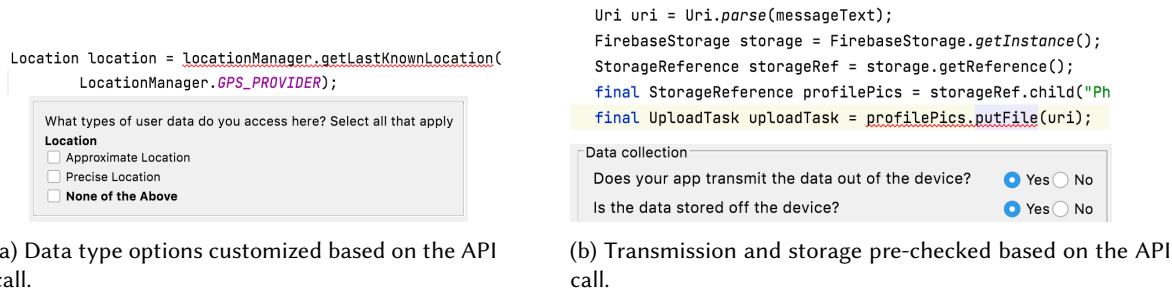 Location location = locationManager.getLastKnownLocation(
LocationManager.GPS_PROVIDER);
What types of user data do you access here? Select all that apply
Location
Approximate Location
Precise Location
None of the Above
a) Data type options customized based on the API
call.
Uri uri = Uri.parse(messageText);
FirebaseStorage storage = FirebaseStorage.getInstance();
StorageReference storageRef = storage.getReference();
final StorageReference profilePics = storageRef.child("Ph
final UploadTask uploadTask = profilePics.putFile(uri);
Data collection
Does your app transmit the data out of the device? Yes No
Is the data stored off the device? Yes No
(b) Transmission and storage pre-checked based on the API
call.